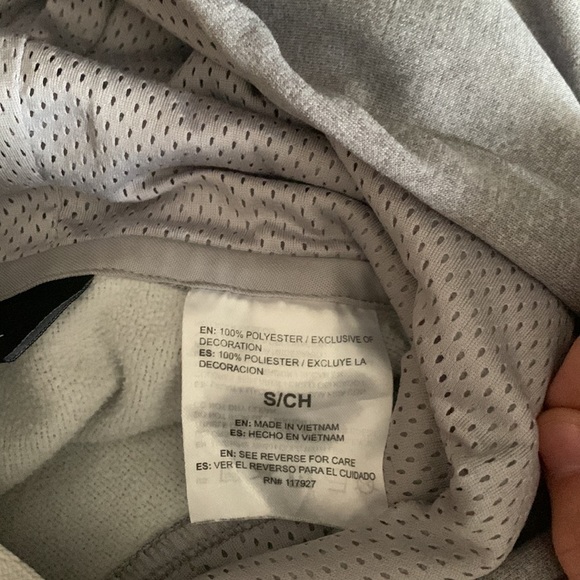 EN: 100% POLYESTER / EXCLUSIVE OF
DECORATION
ES: 100% POLIESTER / EXCLUYE LA
DECORACION
S/CH
EN: MADE IN VIETNAM
ES: HECHO EN VIETNAM
EN: SEE REVERSE FOR CARE
ES: VER EL REVERSO PARA EL CUIDADO
RN# 117927